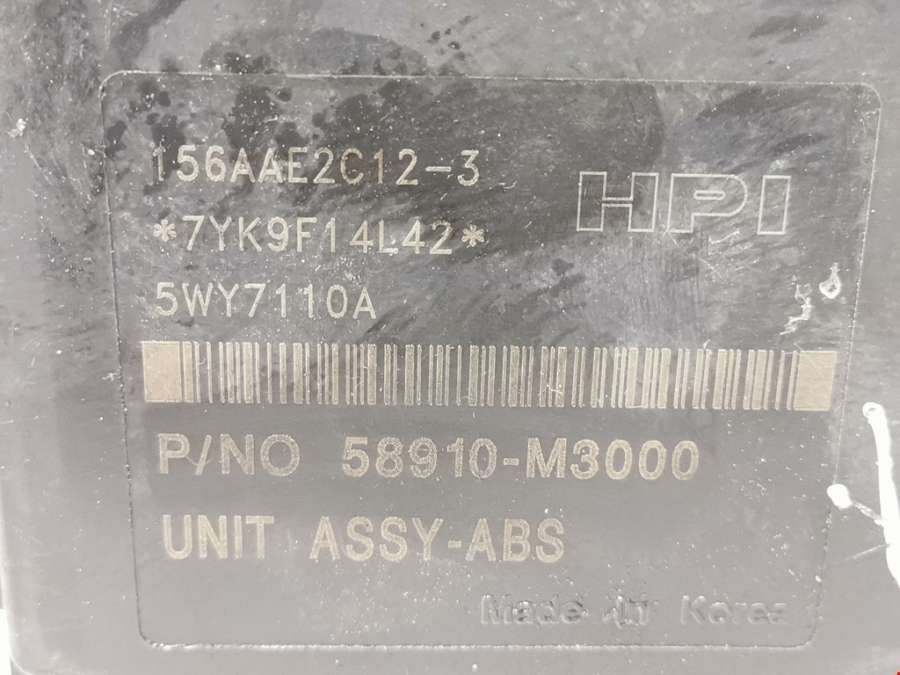 156AAE2C12-3
HPI
*7YK9F14L42*
5WY7110A
P/NO 58910-M3000
UNIT ASSY-ABS
Made in Korea